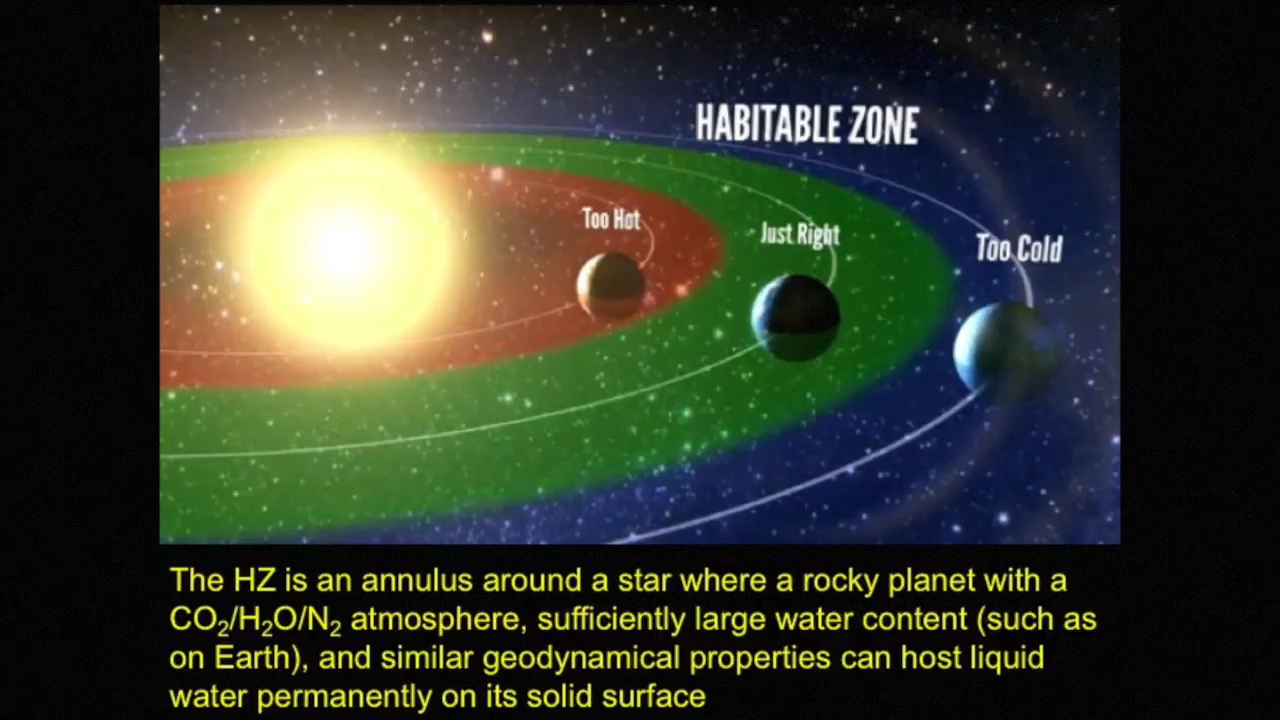 HABITABLE ZONE
Too Hot
Just Right
Too Cold
The HZ is an annulus around a star where a rocky planet with a
CO₂/H₂O/N₂ atmosphere, sufficiently large water content (such as
on Earth), and similar geodynamical properties can host liquid
water permanently on its solid surface